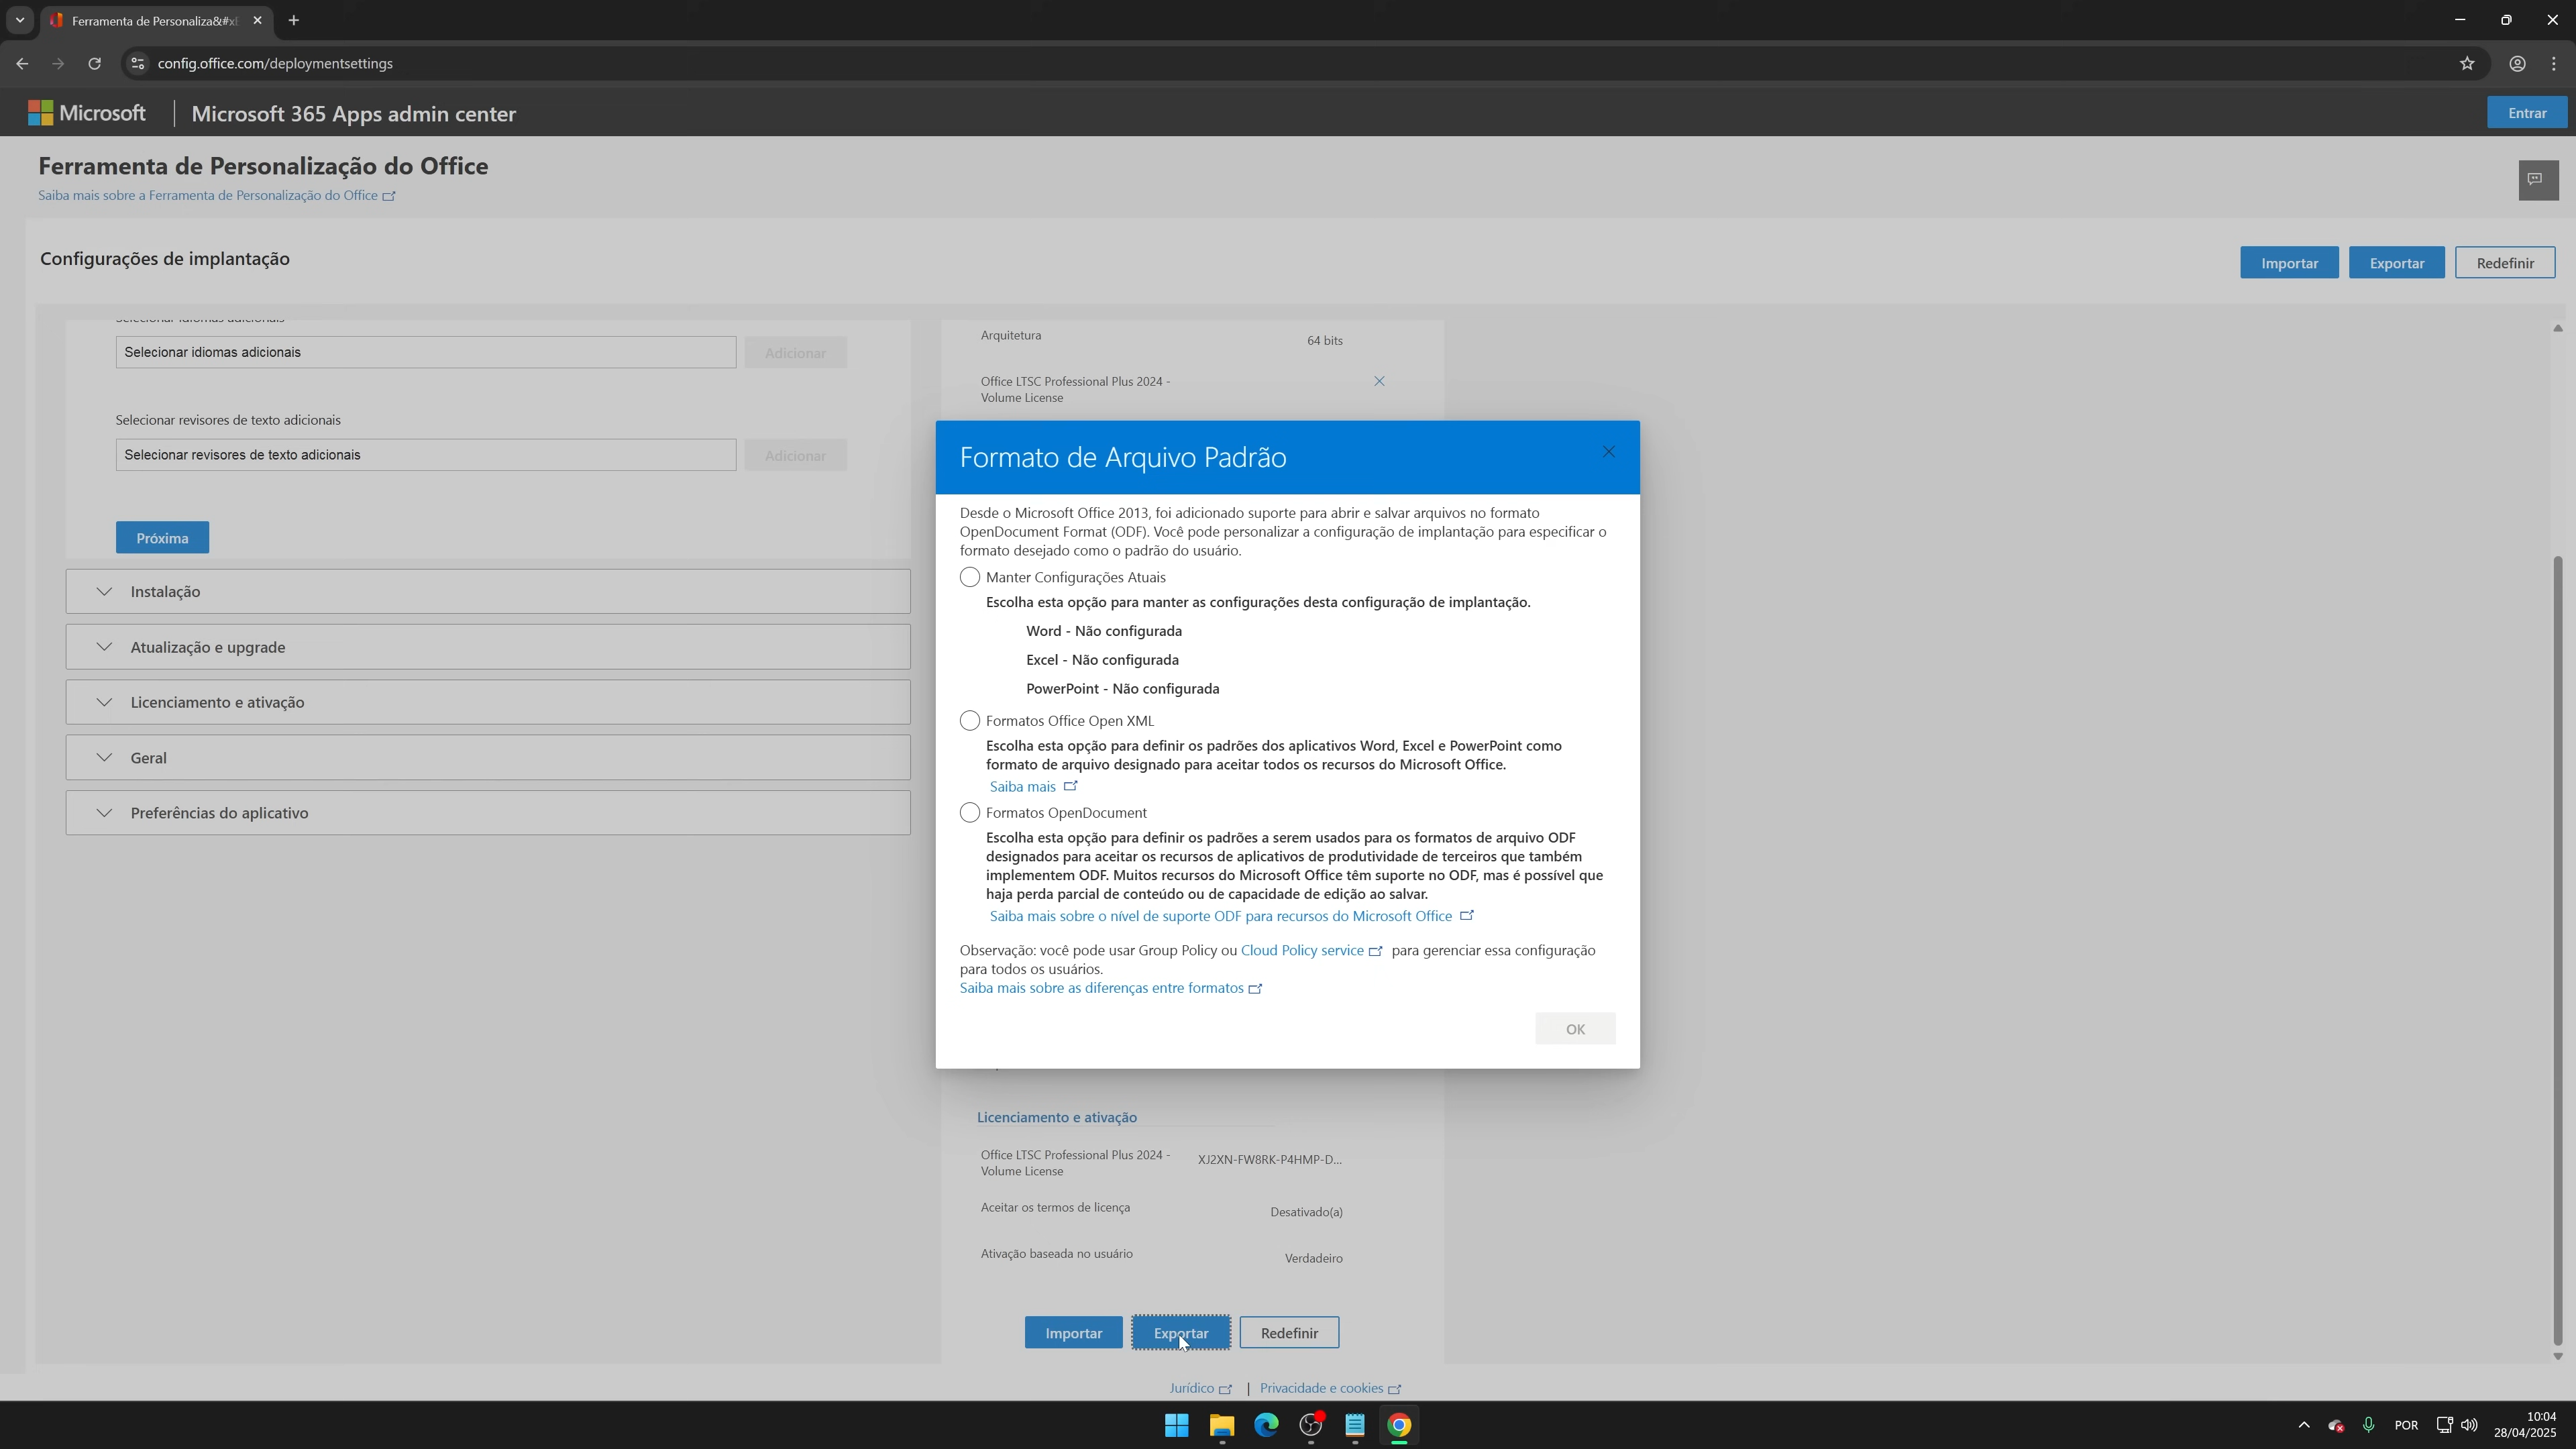 Ferramenta de Personaliza&#x
config.office.com/deploymentsettings
Microsoft | Microsoft 365 Apps admin center
Entrar
Ferramenta de Personalização do Office
Saiba mais sobre a Ferramenta de Personalização do Office
Configurações de implantação
Importar
Exportar
Redefinir
Selecionar idiomas adicionais
Selecionar idiomas adicionais
Adicionar
Selecionar revisores de texto adicionais
Selecionar revisores de texto adicionais
Adicionar
Próxima
Instalação
Atualização e upgrade
Licenciamento e ativação
Geral
Preferências do aplicativo
Arquitetura
64 bits
Office LTSC Professional Plus 2024 -
Volume License
Formato de Arquivo Padrão
Desde o Microsoft Office 2013, foi adicionado suporte para abrir e salvar arquivos no formato
OpenDocument Format (ODF). Você pode personalizar a configuração de implantação para especificar o
formato desejado como o padrão do usuário.
Manter Configurações Atuais
Escolha esta opção para manter as configurações desta configuração de implantação.
Word - Não configurada
Excel - Não configurada
PowerPoint - Não configurada
Formatos Office Open XML
Escolha esta opção para definir os padrões dos aplicativos Word, Excel e PowerPoint como
formato de arquivo designado para aceitar todos os recursos do Microsoft Office.
Saiba mais
Formatos OpenDocument
Escolha esta opção para definir os padrões a serem usados para os formatos de arquivo ODF
designados para aceitar os recursos de aplicativos de produtividade de terceiros que também
implementem ODF. Muitos recursos do Microsoft Office têm suporte no ODF, mas é possível que
haja perda parcial de conteúdo ou de capacidade de edição ao salvar.
Saiba mais sobre o nível de suporte ODF para recursos do Microsoft Office
Observação: você pode usar Group Policy ou Cloud Policy service para gerenciar essa configuração
para todos os usuários.
Saiba mais sobre as diferenças entre formatos
OK
Licenciamento e ativação
Office LTSC Professional Plus 2024 -
Volume License
XJ2XN-FW8RK-P4HMP-D...
Aceitar os termos de licença
Desativado(a)
Ativação baseada no usuário
Verdadeiro
Importar
Exportar
Redefinir
Jurídico | Privacidade e cookies
POR
10:04
28/04/2025